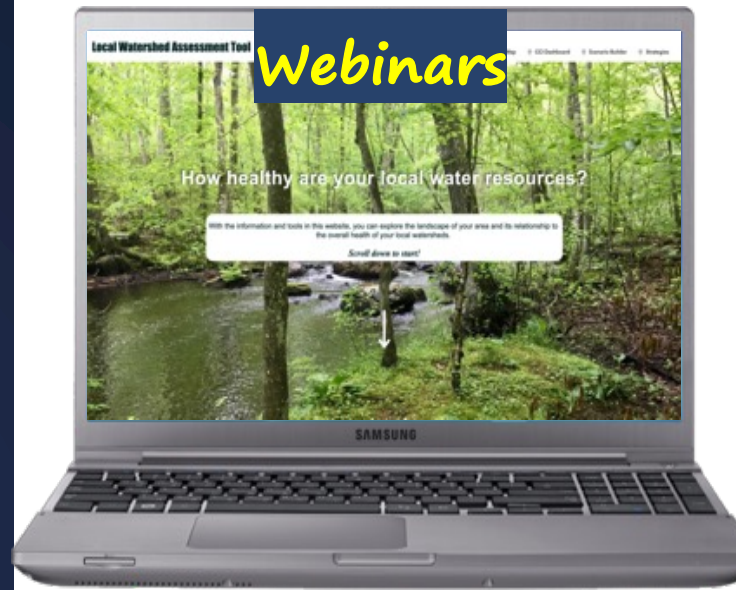 Local Watershed Assessment Tool
Webinars
Map CCI Dashboard Scenario Builder Strategies
How healthy are your local water resources?
With the information and tools in this website, you can explore the landscape of your area and its relationship to
the overall health of your local watersheds.
Scroll down to start!
SAMSUNG